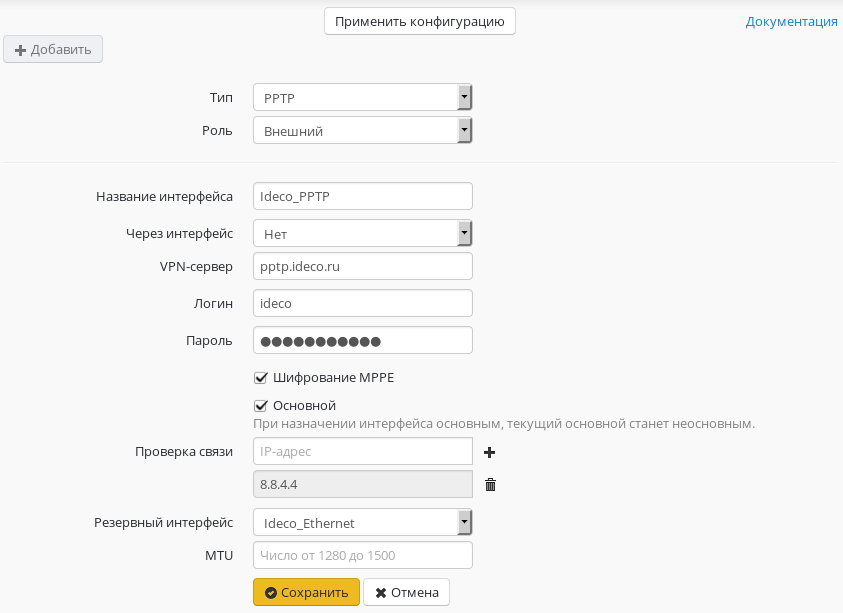 Применить конфигурацию
Документация
Добавить
Тип PPTP
Роль Внешний
Название интерфейса Ideco_PPTP
Через интерфейс Нет
VPN-сервер pptp.ideco.ru
Логин ideco
Пароль ●●●●●●●●●●●
Шифрование MPPE
Основной
При назначении интерфейса основным, текущий основной станет неосновным.
Проверка связи IP-адрес
8.8.4.4
Резервный интерфейс Ideco_Ethernet
MTU Число от 1280 до 1500
Сохранить Отмена